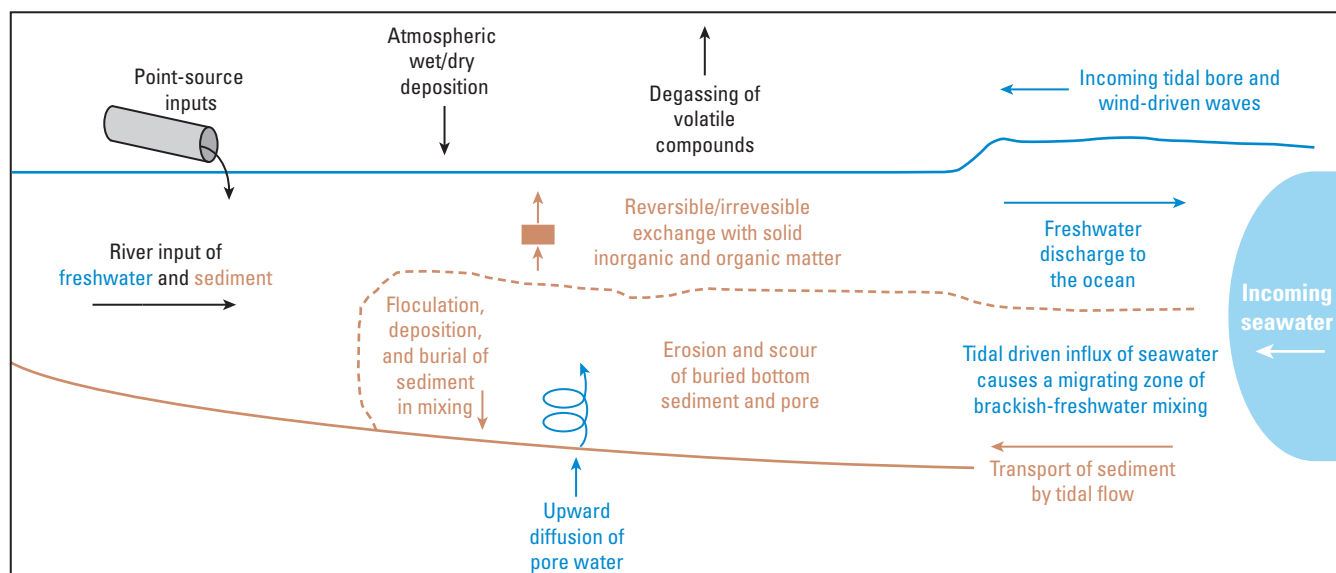 Point-source
inputs
Atmospheric
wet/dry
deposition
Degassing of
volatile
compounds
Incoming tidal bore and
wind-driven waves
River input of
freshwater and sediment
Reversible/irrevesible
exchange with solid
inorganic and organic matter
Freshwater
discharge to
the ocean
Incoming
seawater
Floculation,
deposition,
and burial of
sediment
in mixing
Erosion and scour
of buried bottom
sediment and pore
Tidal driven influx of seawater
causes a migrating zone of
brackish-freshwater mixing
Transport of sediment
by tidal flow
Upward
diffusion of
pore water